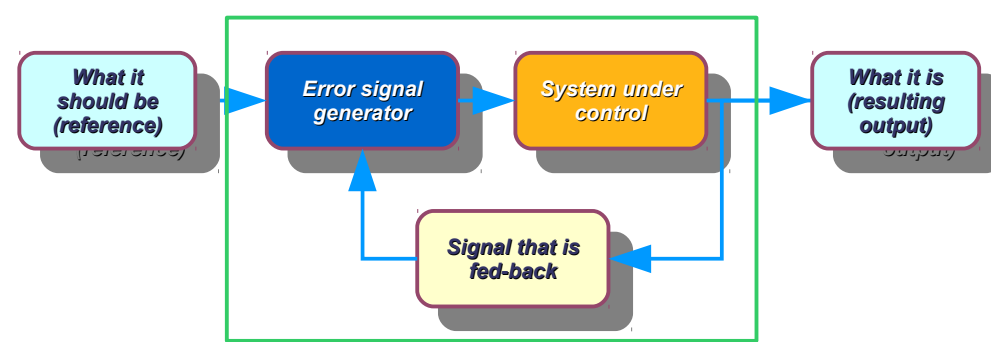 What it
should be
(reference)
Error signal
generator
System under
control
What it is
(resulting
output)
Signal that is
fed-back